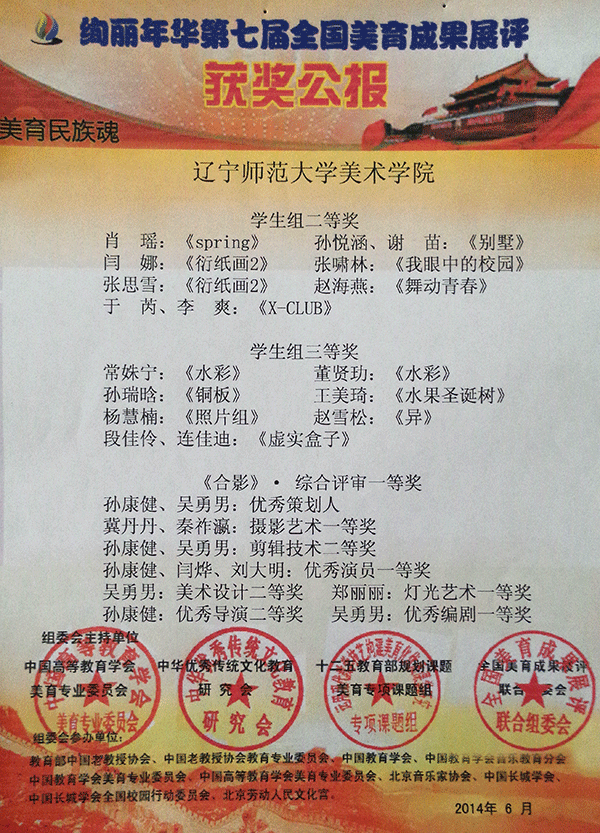 绚丽年华第七届全国美育成果展评
获奖公报
美育民族魂
辽宁师范大学美术学院
学生组二等奖
肖　瑶：《spring》　孙悦涵、谢　苗：《别墅》
闫　娜：《衍纸画2》　张啸林：《我眼中的校园》
张思雪：《衍纸画2》　赵海燕：《舞动青春》
于　芮、李　爽：《X-CLUB》
学生组三等奖
常姝宁：《水彩》　董贤玏：《水彩》
孙瑞晗：《铜板》　王美琦：《水果圣诞树》
杨慧楠：《照片组》　赵雪松：《异》
段佳伶、连佳迪：《虚实盒子》
《合影》·综合评审一等奖
孙康健、吴勇男：优秀策划人
冀丹丹、秦祚瀛：摄影艺术一等奖
孙康健、吴勇男：剪辑技术二等奖
孙康健、闫烨、刘大明：优秀演员一等奖
吴勇男：美术设计二等奖　郑丽丽：灯光艺术一等奖
孙康健：优秀导演二等奖　吴勇男：优秀编剧一等奖
组委会主持单位
中国高等教育学会　中华优秀传统文化教育　十二五教育部规划课题　全国美育成果展评
美育专业委员会　研究会　美育专项课题组　联合组委会
美育专业委员会　研究会　专项课题组　联合组委会
组委会参办单位:
教育部中国老教授协会、中国老教授协会教育专业委员会、中国教育学会、中国教育学会音乐教育分会
中国教育学会美育专业委员会、中国高等教育学会美育专业委员会、北京音乐家协会、中国长城学会、
中国长城学会全国校园行动委员会、北京劳动人民文化宫.
2014年 6 月